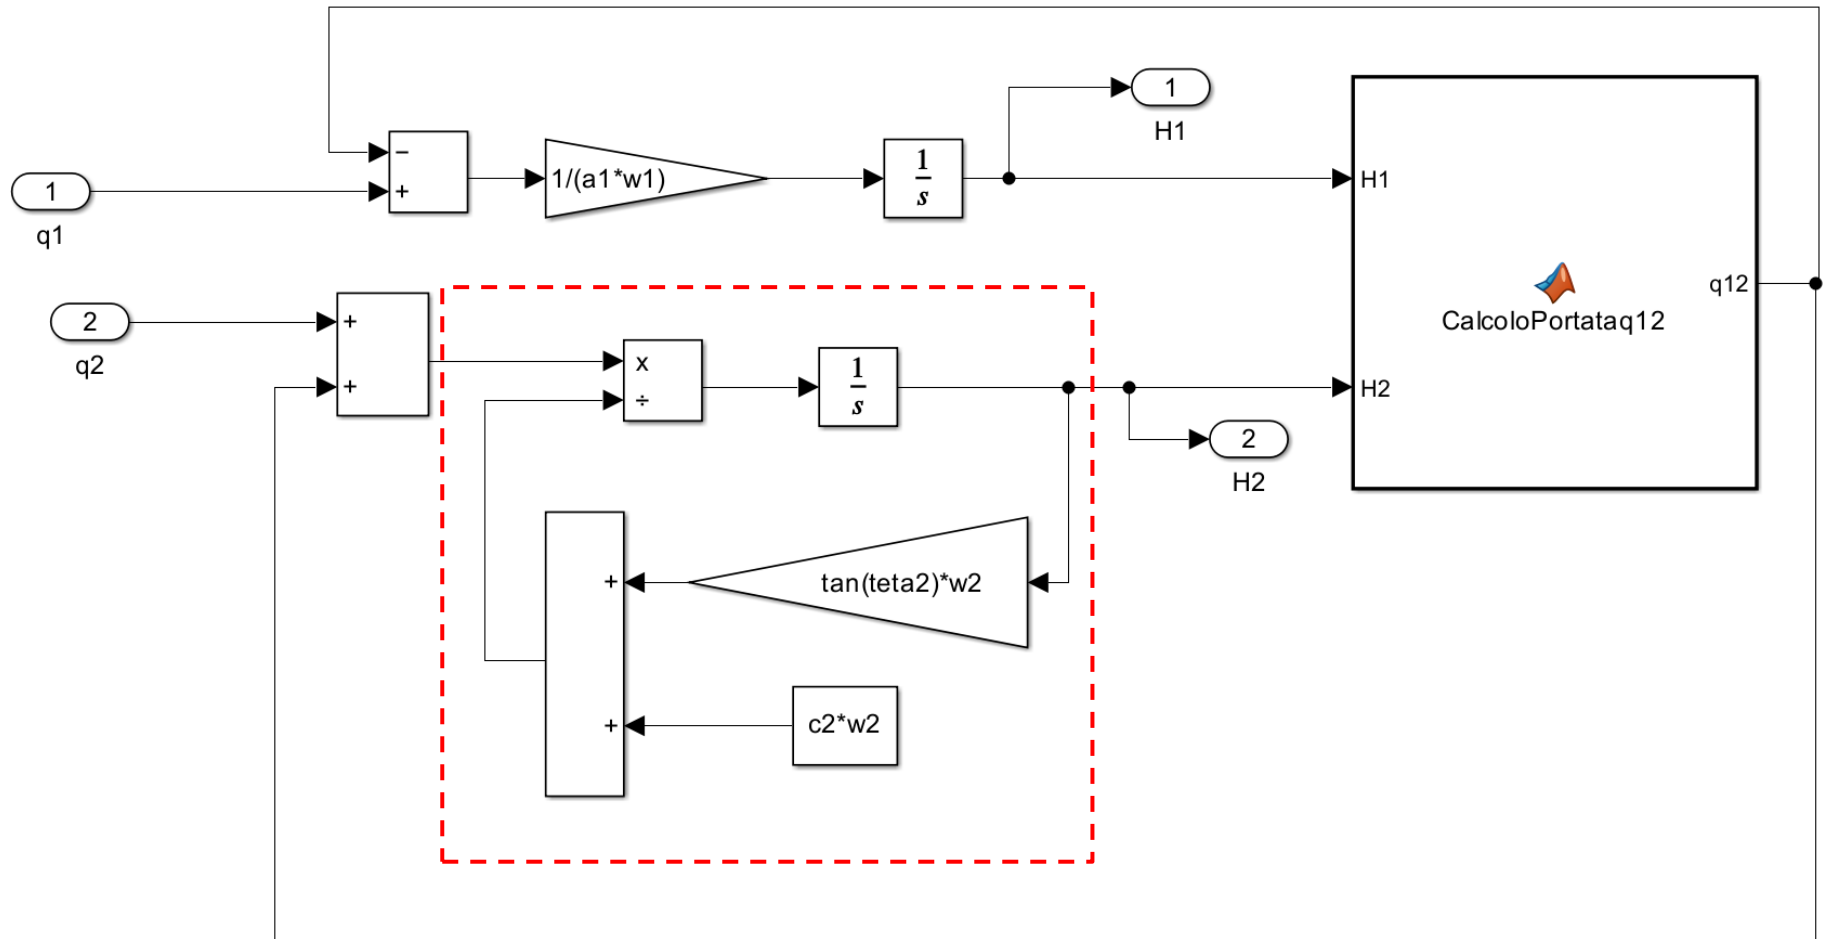 1
H1
−
+
1/(a1*w1)
1
s
H1
1
q1
q12
CalcoloPortataq12
2
q2
+
+
x
÷
1
s
H2
2
H2
+
tan(teta2)*w2
+
c2*w2